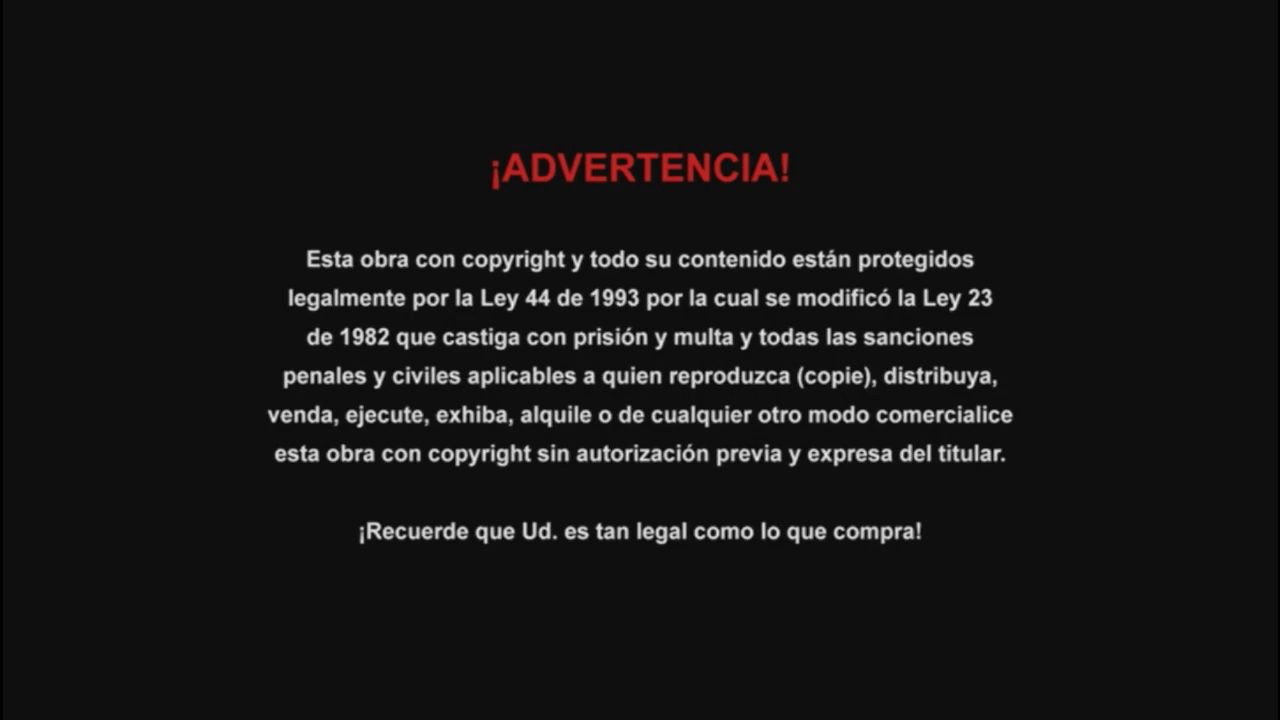 ¡ADVERTENCIA!
Esta obra con copyright y todo su contenido están protegidos
legalmente por la Ley 44 de 1993 por la cual se modificó la Ley 23
de 1982 que castiga con prisión y multa y todas las sanciones
penales y civiles aplicables a quien reproduzca (copie), distribuya,
venda, ejecute, exhiba, alquile o de cualquier otro modo comercialice
esta obra con copyright sin autorización previa y expresa del titular.
¡Recuerde que Ud. es tan legal como lo que compra!